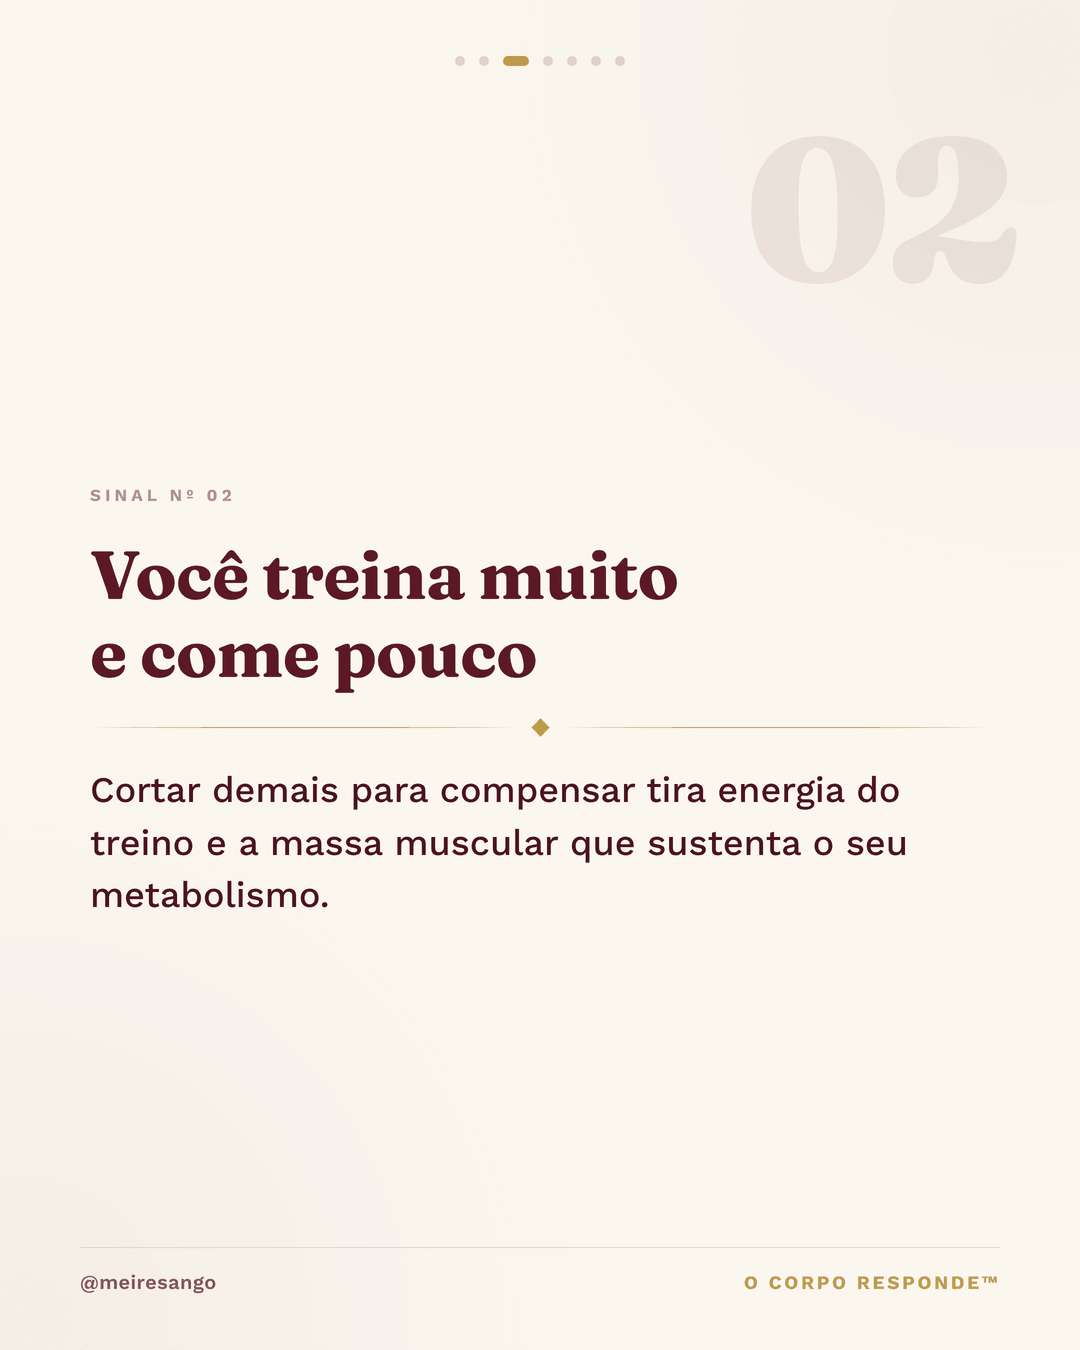 02
SINAL Nº 02
Você treina muito
e come pouco
Cortar demais para compensar tira energia do
treino e a massa muscular que sustenta o seu
metabolismo.
@meiresango
O CORPO RESPONDE™